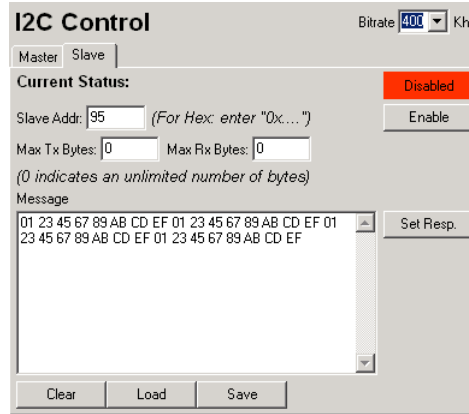 I2C Control
Bitrate 400 Kh
Master Slave
Current Status:
Disabled
Slave Addr: 95 (For Hex: enter "0x....")
Enable
Max Tx Bytes: 0 Max Rx Bytes: 0
(0 indicates an unlimited number of bytes)
Message
01 23 45 67 89 AB CD EF 01 23 45 67 89 AB CD EF 01
23 45 67 89 AB CD EF 01 23 45 67 89 AB CD EF
Set Resp.
Clear Load Save